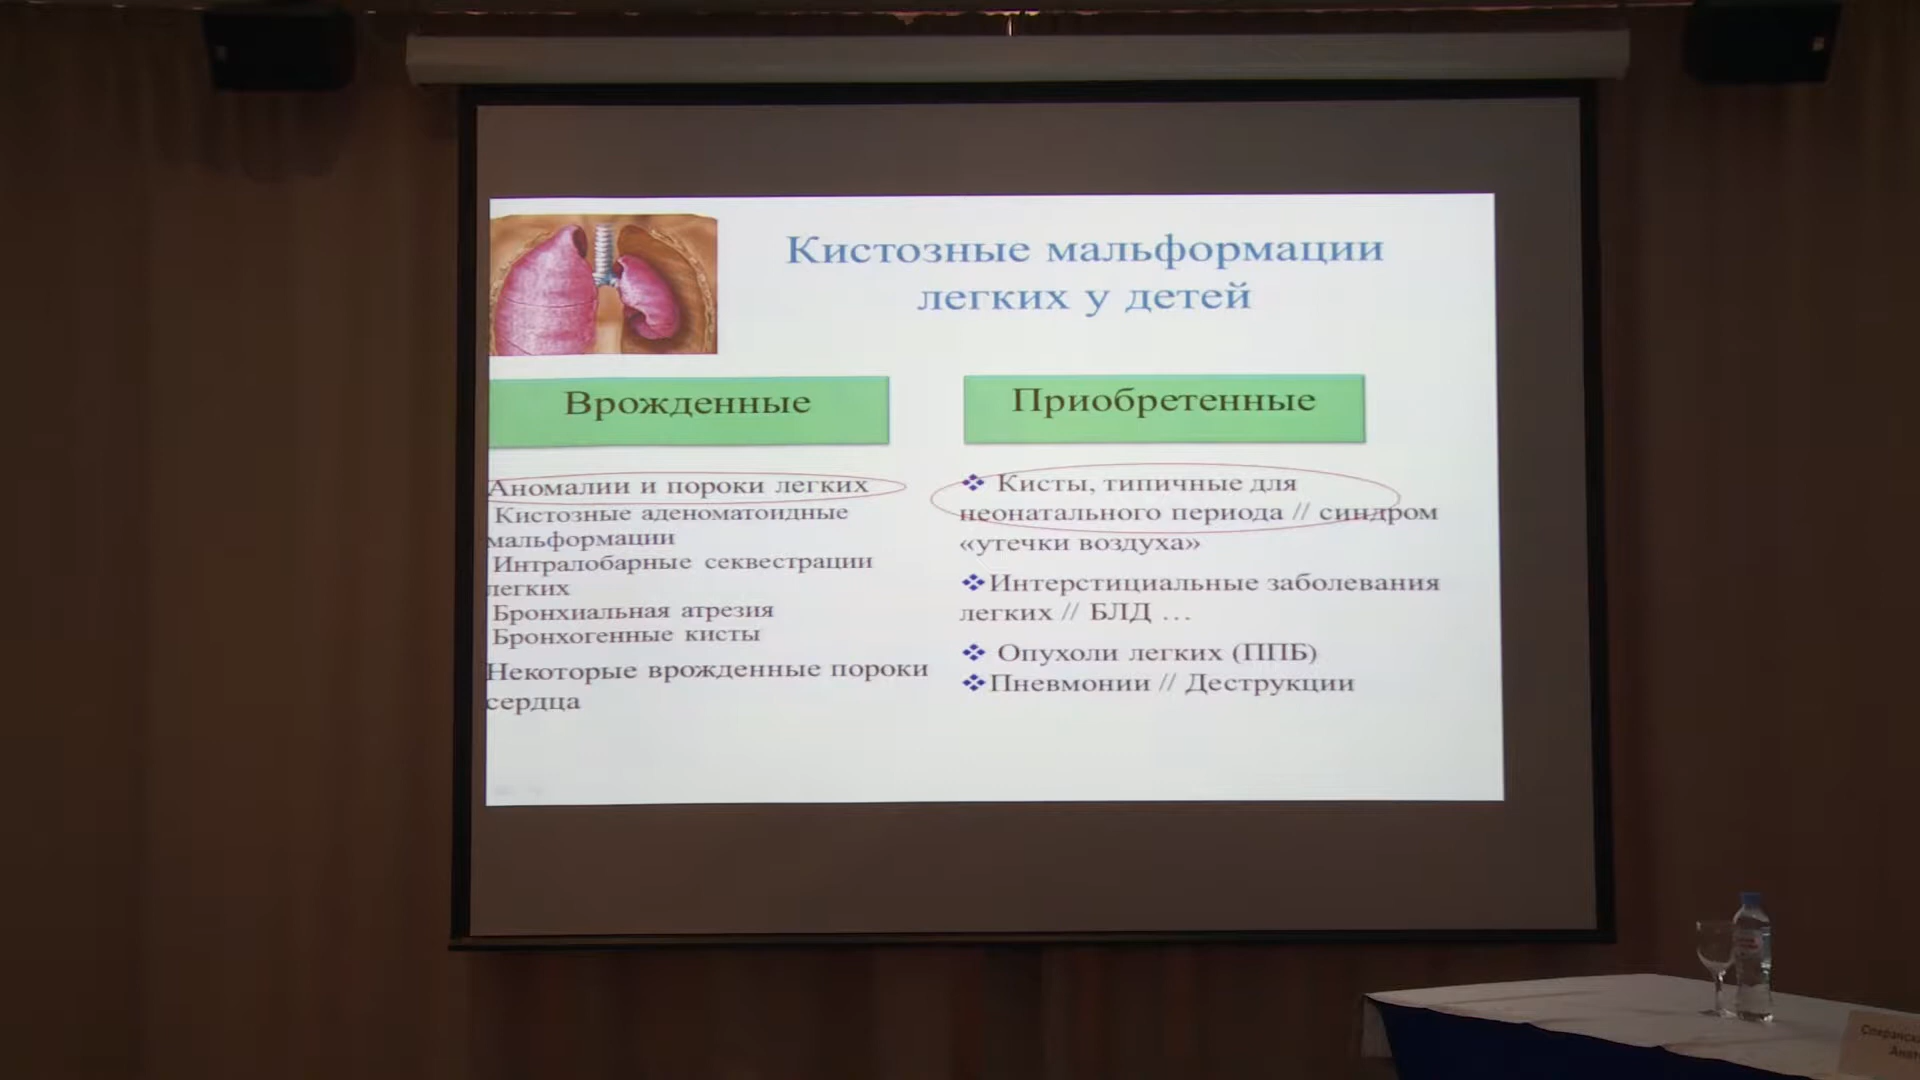 Кистозные мальформации
легких у детей
Врожденные
Аномалии и пороки легких
Кистозные аденоматоидные
мальформации
Интралобарные секвестрации
легких
Бронхиальная атрезия
Бронхогенные кисты
Некоторые врожденные пороки
сердца
Приобретенные
Кисты, типичные для
неонатального периода // синдром
«утечки воздуха»
Интерстициальные заболевания
легких // БЛД ...
Опухоли легких (ППБ)
Пневмонии // Деструкции